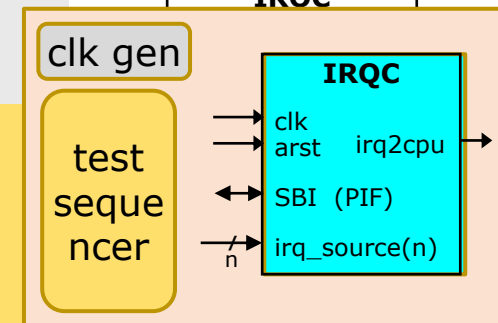 IRQC
clk gen
IRQC
clk
arst
irq2cpu
SBI (PIF)
irq_source(n)
n
test
seque
ncer